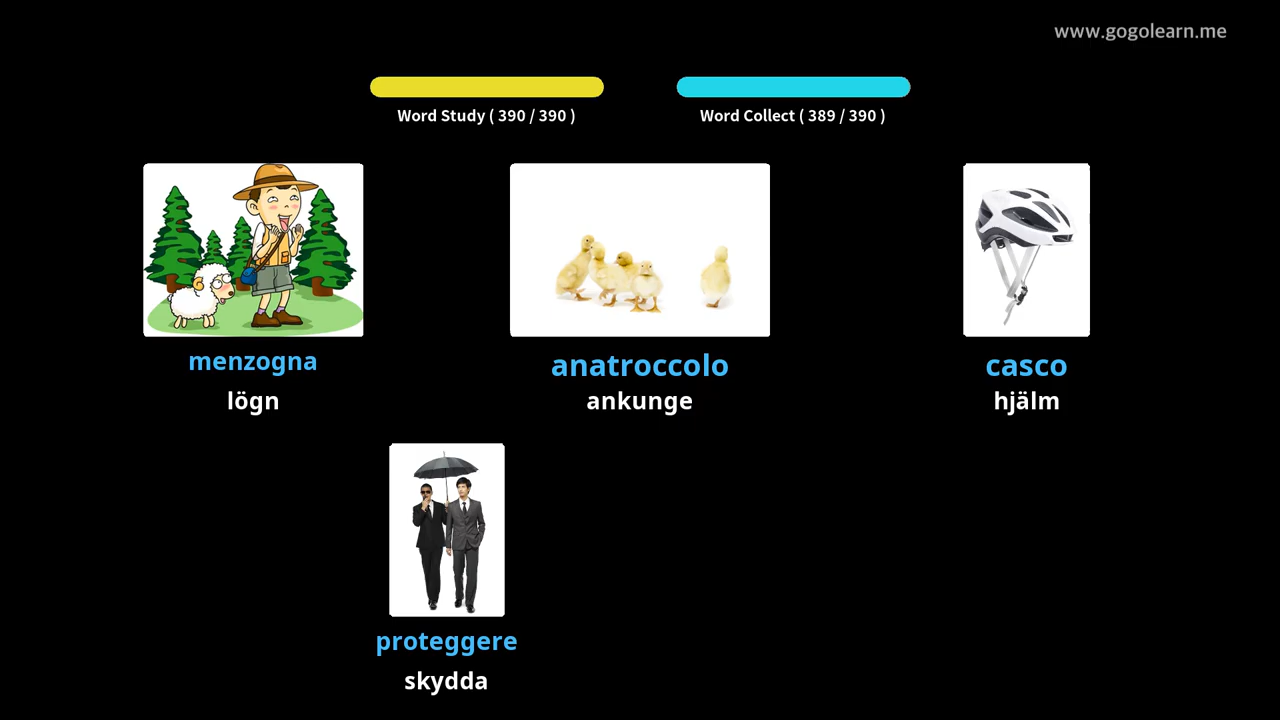 www.gogolearn.me
Word Study ( 390 / 390 )
Word Collect ( 389 / 390 )
menzogna
lögn
anatroccolo
ankunge
casco
hjälm
proteggere
skydda